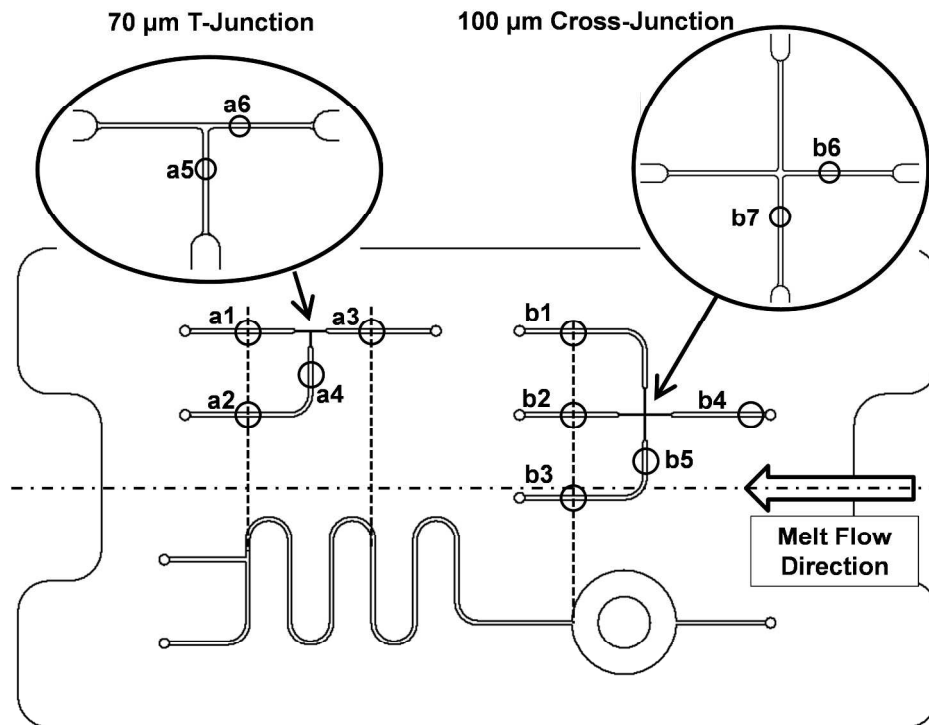 70 µm T-Junction
100 µm Cross-Junction
a6
a5
b6
b7
a1
a3
b1
a4
a2
b2
b4
b5
b3
Melt Flow
Direction